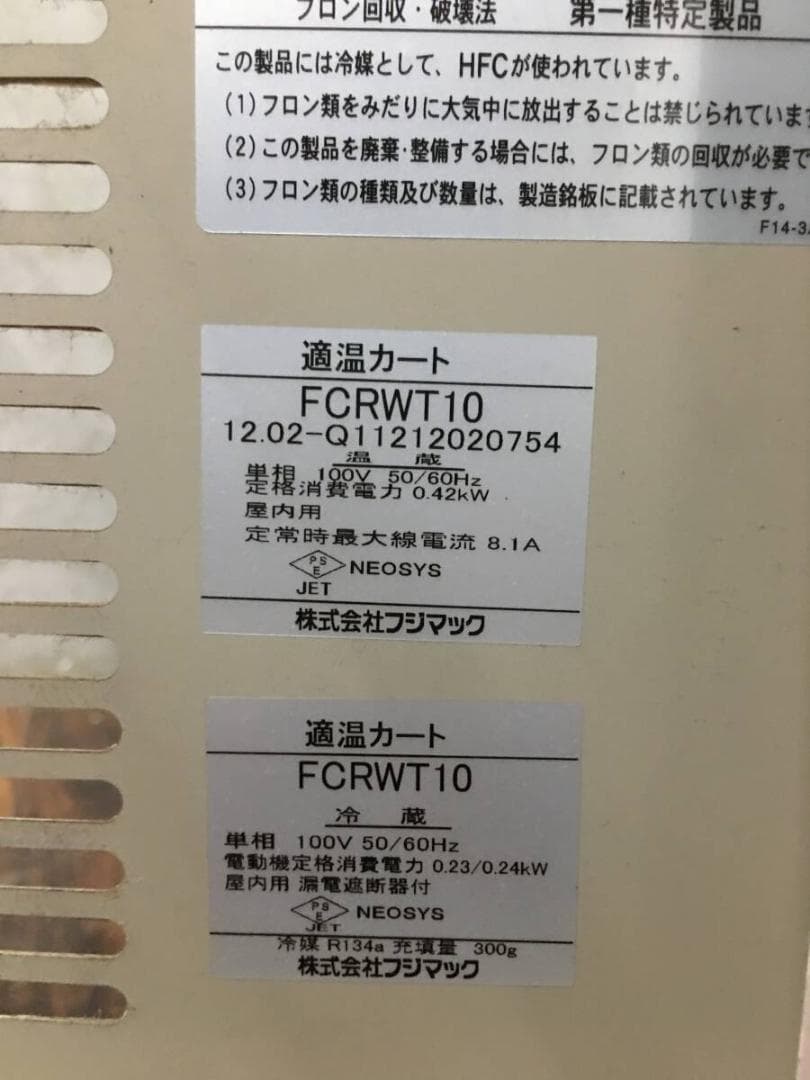 フロン回収・破壊法 第一種特定製品
この製品には冷媒として、HFCが使われています。
(1)フロン類をみだりに大気中に放出することは禁じられています
(2)この製品を廃棄・整備する場合には、フロン類の回収が必要で
(3)フロン類の種類及び数量は、製造銘板に記載されています。
F14-3
適温カート
FCRWT10
12.02-Q11212020754
温 蔵
単相 100V 50/60Hz
定格消費電力 0.42kW
屋内用
定常時最大線電流 8.1A
PSE NEOSYS
JET
株式会社フジマック
適温カート
FCRWT10
冷 蔵
単相 100V 50/60Hz
電動機定格消費電力 0.23/0.24kW
屋内用 漏電遮断器付
PSE NEOSYS
JET
冷媒 R134a 充填量 300g
株式会社フジマック